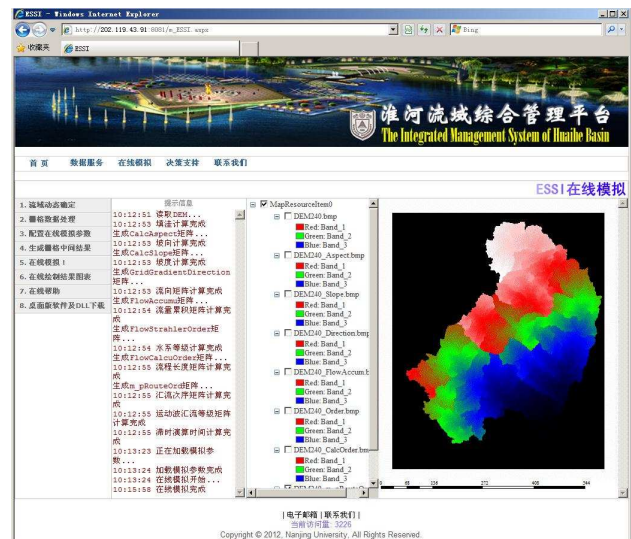 ESSI - Windows Internet Explorer
http://202.119.43.91:8081/m_ESSI.aspx
Bing
收藏夹
ESSI
淮河流域综合管理平台
The Integrated Management System of Huaihe Basin
首 页 数据服务 在线模拟 决策支持 联系我们
ESSI在线模拟
1. 流域动态确定
2. 栅格数据处理
3. 配置在线模拟参数
4. 生成栅格中间结果
5. 在线模拟！
6. 在线绘制结果图表
7. 在线帮助
8. 桌面版软件及DLL下载
提示信息
10:12:51 读取DEM...
10:12:53 填洼计算完成
生成CalcAspect矩阵...
10:12:53 坡向计算完成
生成CalcSlope矩阵...
10:12:53 坡度计算完成
生成GridGradientDirection
矩阵...
10:12:53 流向矩阵计算完成
生成FlowAccumu矩阵...
10:12:54 流量累积矩阵计算完
成
生成FlowStrahlerOrder矩
阵...
10:12:54 水系等级计算完成
生成FlowCalcuOrder矩阵...
10:12:55 流程长度矩阵计算完
成
生成m_pRouteOrd矩阵...
10:12:55 汇流次序矩阵计算完
成
10:12:55 运动波汇流等级矩阵
计算完成
10:12:55 滞时演算时间计算完
成
10:13:23 正在加载模拟参
数...
10:13:24 加载模拟参数完成
10:13:24 在线模拟开始...
10:15:58 在线模拟完成
MapResourceItem0
DEM240.bmp
Red: Band_1
Green: Band_2
Blue: Band_3
DEM240_Aspect.bmp
Red: Band_1
Green: Band_2
Blue: Band_3
DEM240_Slope.bmp
Red: Band_1
Green: Band_2
Blue: Band_3
DEM240_Direction.bmp
Red: Band_1
Green: Band_2
Blue: Band_3
DEM240_FlowAccum.b
Red: Band_1
Green: Band_2
Blue: Band_3
DEM240_Order.bmp
Red: Band_1
Green: Band_2
Blue: Band_3
DEM240_CalcOrder.bm
Red: Band_1
Green: Band_2
Blue: Band_3
0 68 136 272 408 544
| 电子邮箱 | 联系我们 |
当前访问量: 3226
Copyright © 2012, Nanjing University, All Rights Reserved.